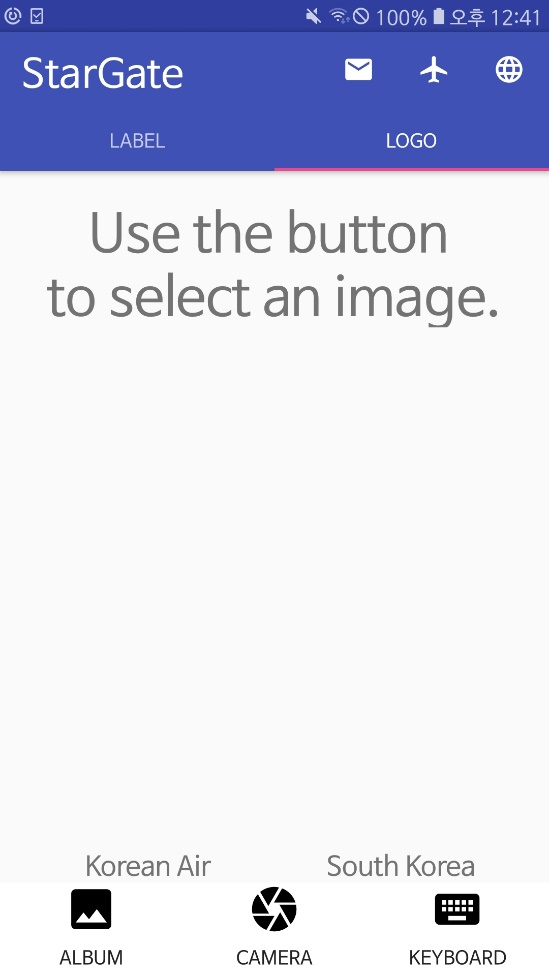 100% 오후 12:41
StarGate
LABEL LOGO
Use the button
to select an image.
Korean Air South Korea
ALBUM CAMERA KEYBOARD